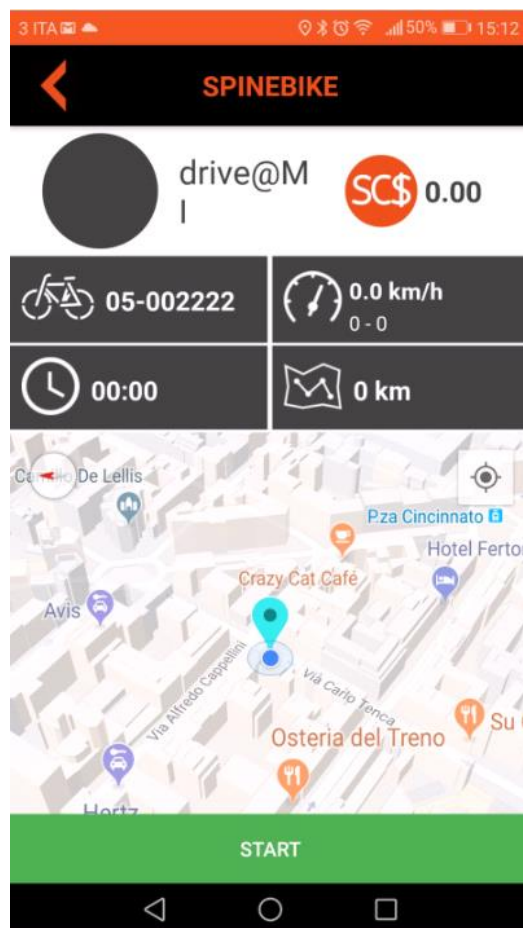 3 ITA 50% 15:12
SPINEBIKE
drive@M
l
SC$ 0.00
05-002222
0.0 km/h
0 - 0
00:00
0 km
De Lellis
P.za Cincinnato
Hotel Ferto
Crazy Cat Café
Avis
Via Alfredo Cappellini
Via Carlo Tenca
Osteria del Treno
Su
Hertz
START